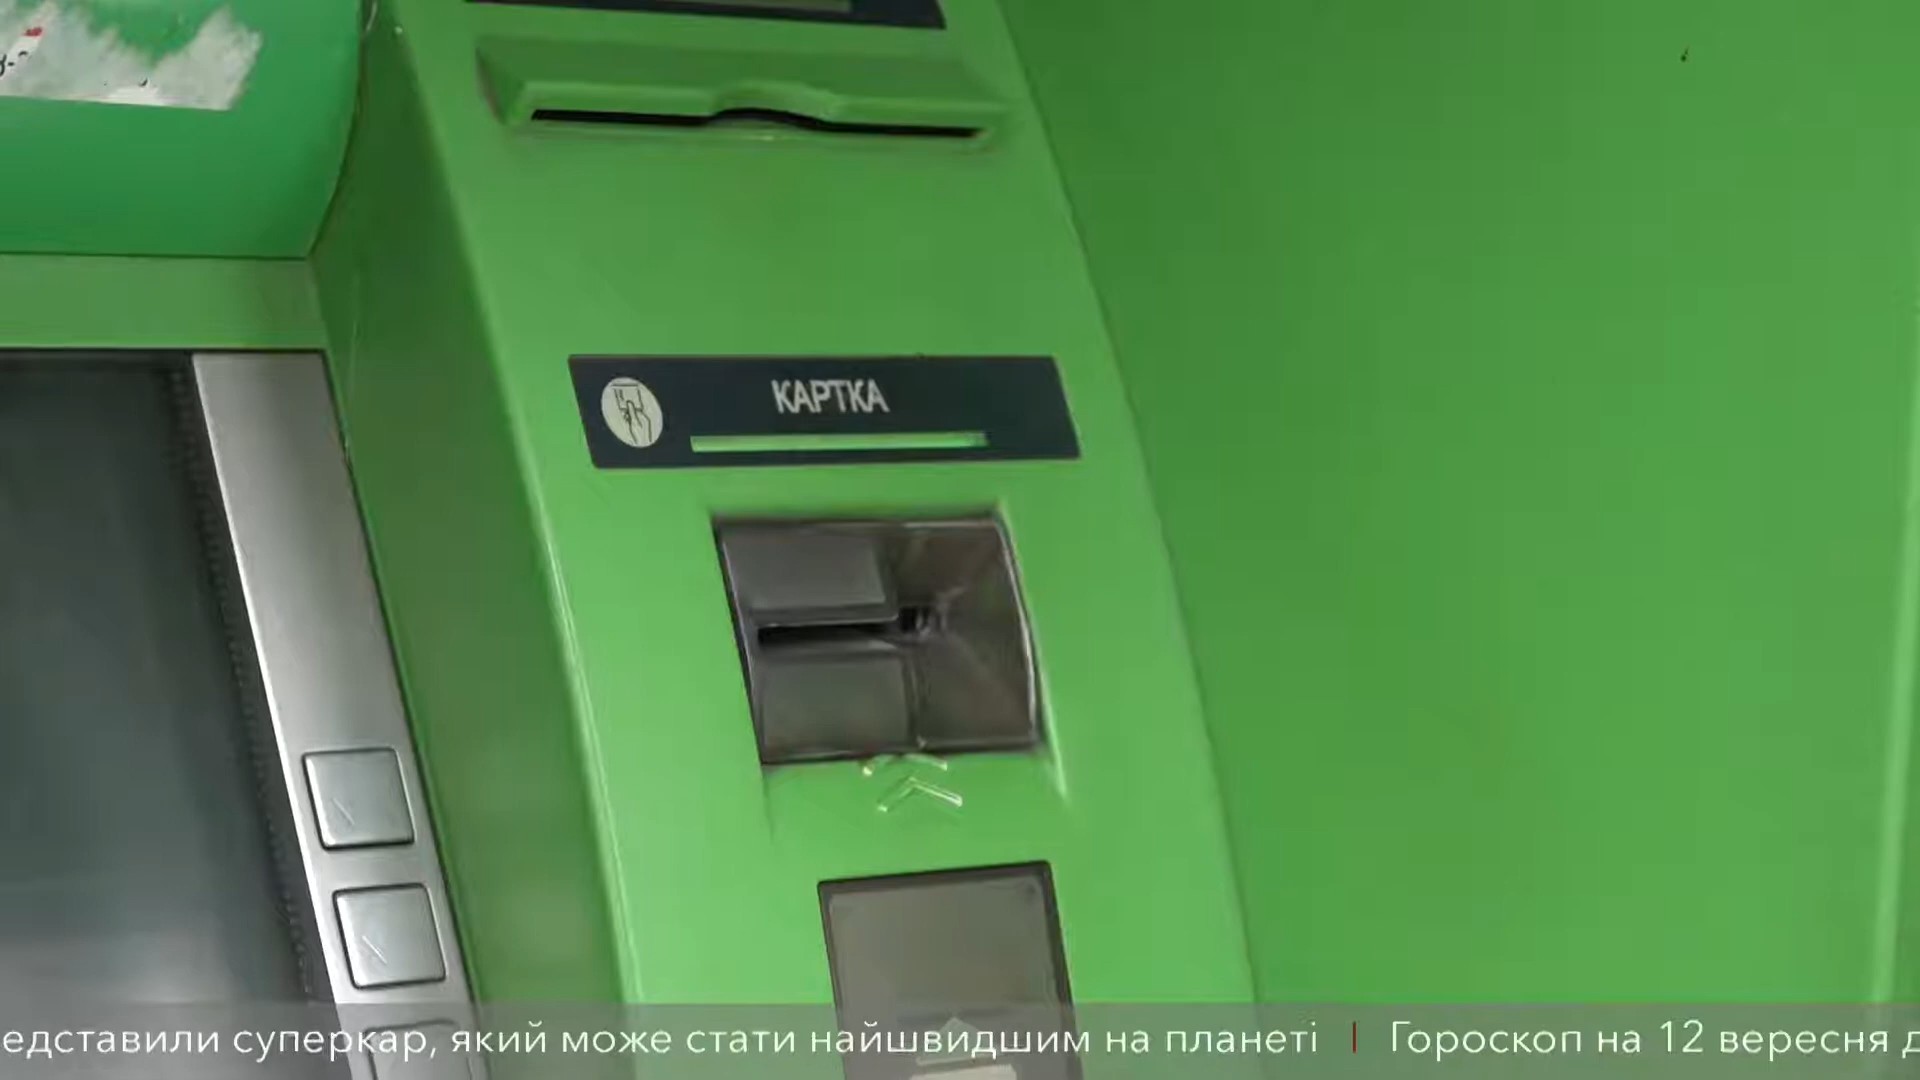 КАРТКА
едставили суперкар, який може стати найшвидшим на планеті | Гороскоп на 12 вересня д